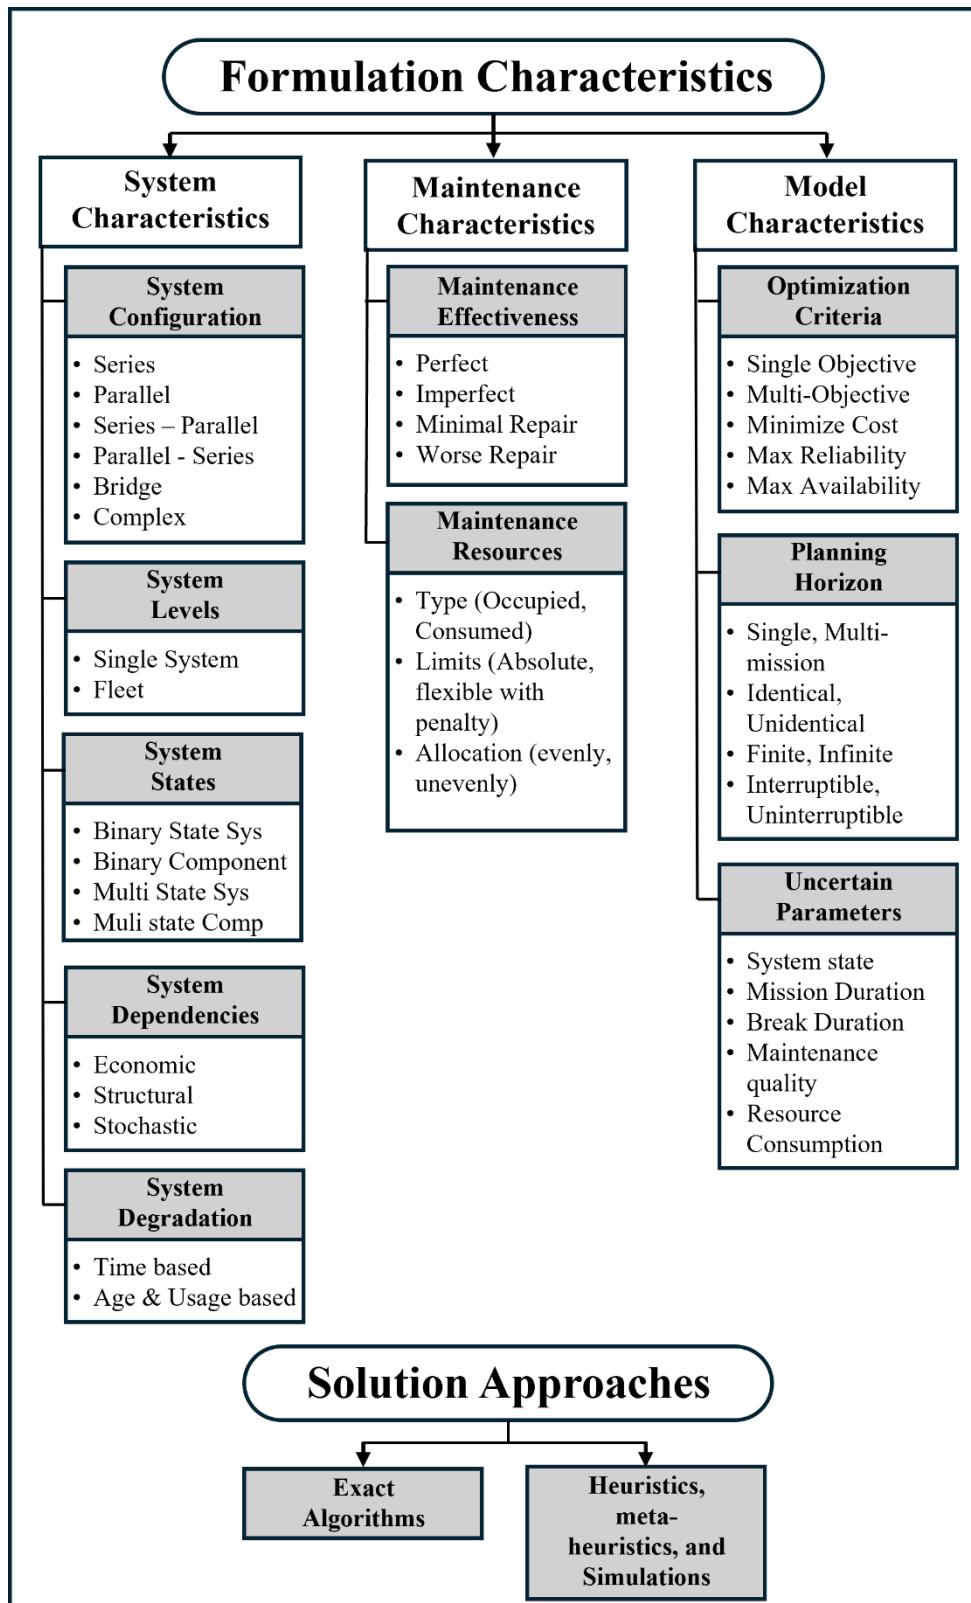 Formulation Characteristics
System
Characteristics
System
Configuration
• Series
• Parallel
• Series – Parallel
• Parallel - Series
• Bridge
• Complex
System
Levels
• Single System
• Fleet
System
States
• Binary State Sys
• Binary Component
• Multi State Sys
• Muli state Comp
System
Dependencies
• Economic
• Structural
• Stochastic
System
Degradation
• Time based
• Age & Usage based
Maintenance
Characteristics
Maintenance
Effectiveness
• Perfect
• Imperfect
• Minimal Repair
• Worse Repair
Maintenance
Resources
• Type (Occupied,
Consumed)
• Limits (Absolute,
flexible with
penalty)
• Allocation (evenly,
unevenly)
Model
Characteristics
Optimization
Criteria
• Single Objective
• Multi-Objective
• Minimize Cost
• Max Reliability
• Max Availability
Planning
Horizon
• Single, Multi-
mission
• Identical,
Unidentical
• Finite, Infinite
• Interruptible,
Uninterruptible
Uncertain
Parameters
• System state
• Mission Duration
• Break Duration
• Maintenance
quality
• Resource
Consumption
Solution Approaches
Exact
Algorithms
Heuristics,
meta-
heuristics, and
Simulations